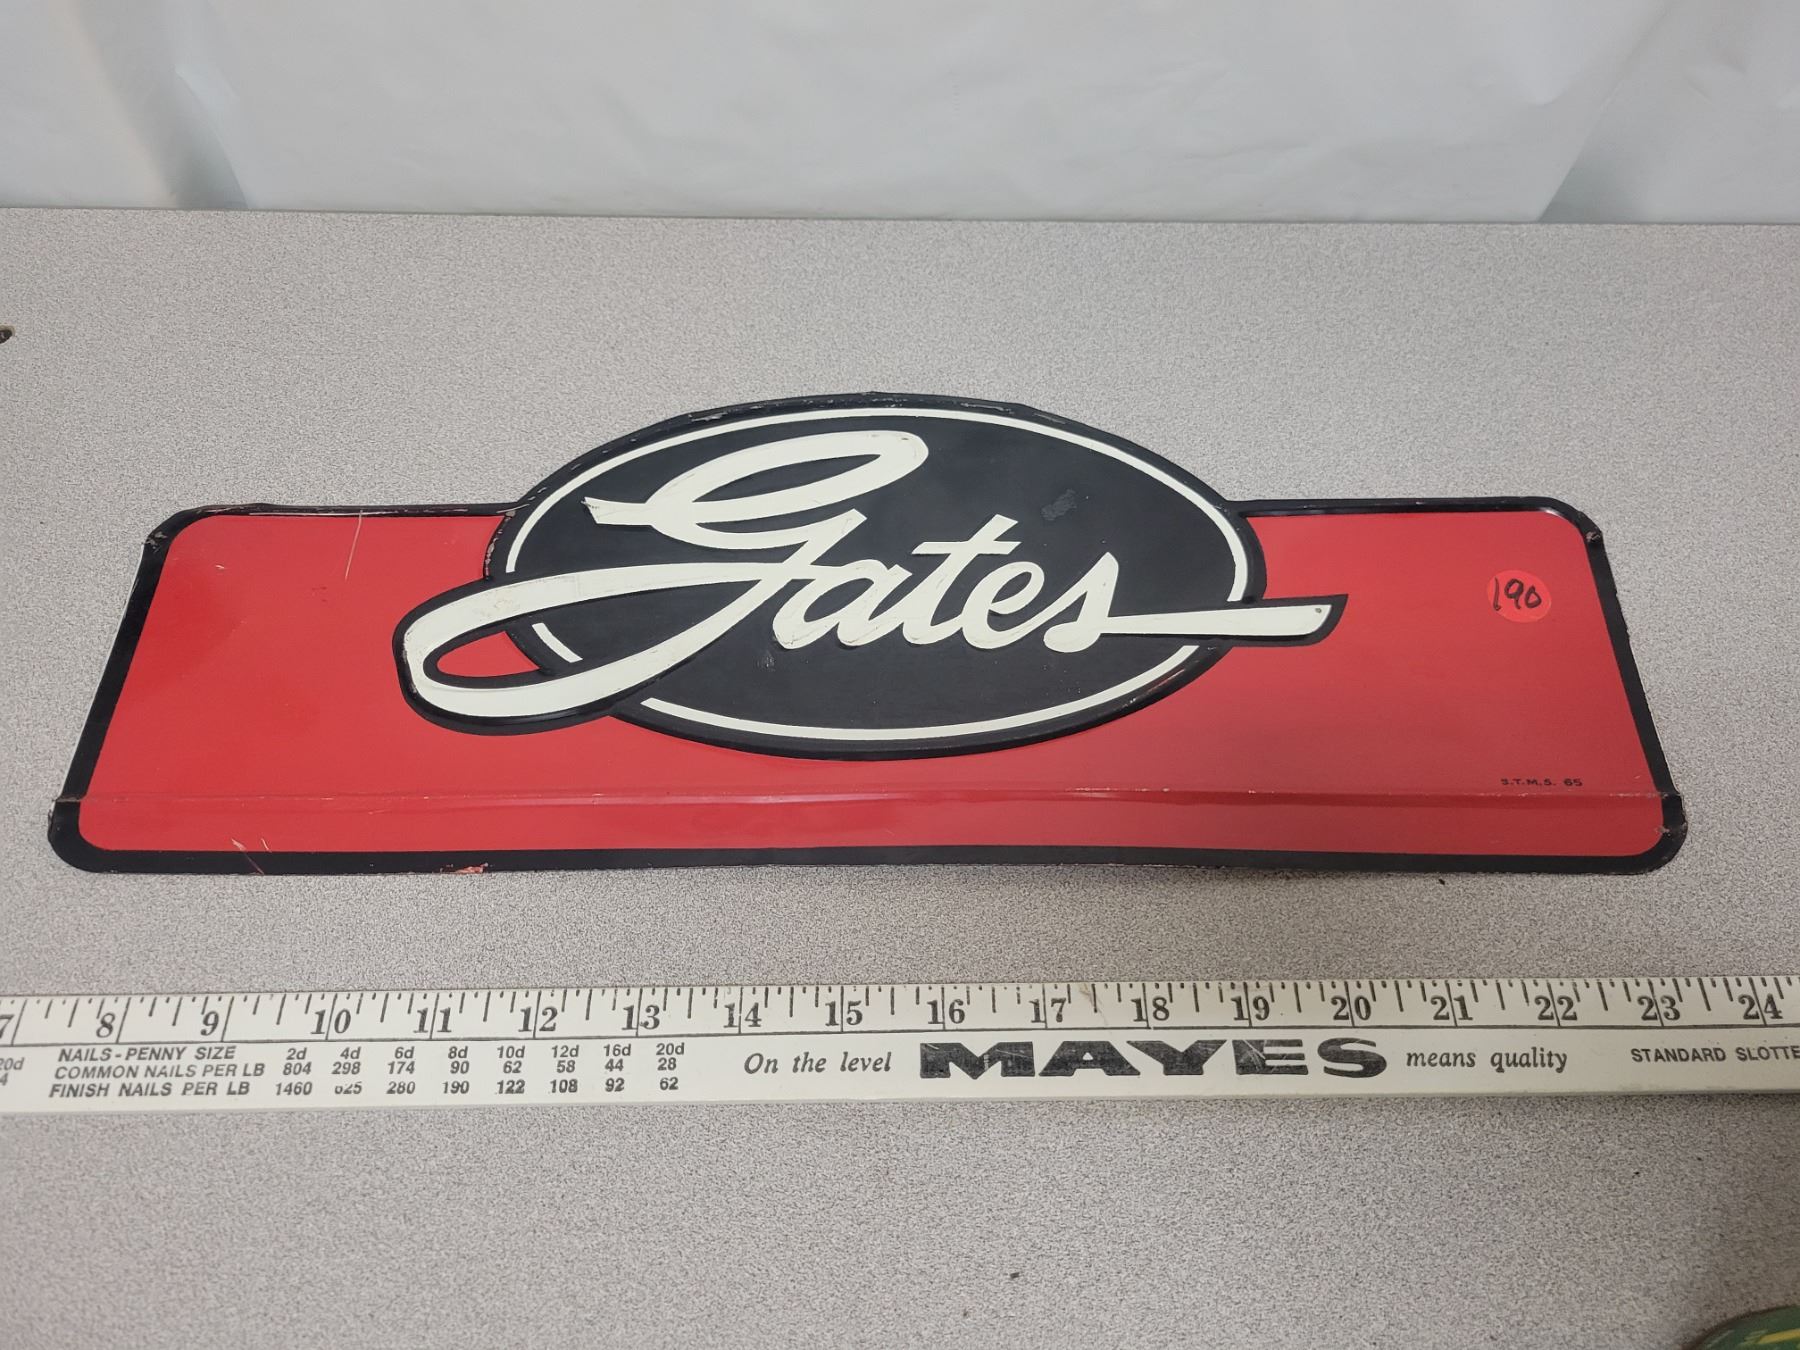 Gates
190
S.T.M.S. 65
7 8 9 10 11 12 13 14 15 16 17 18 19 20 21 22 23 24
20d NAILS - PENNY SIZE 2d 4d 6d 8d 10d 12d 16d 20d
4 COMMON NAILS PER LB 804 298 174 90 62 58 44 28
FINISH NAILS PER LB 1460 625 280 190 122 108 92 62
On the level MAYES means quality STANDARD SLOTTE